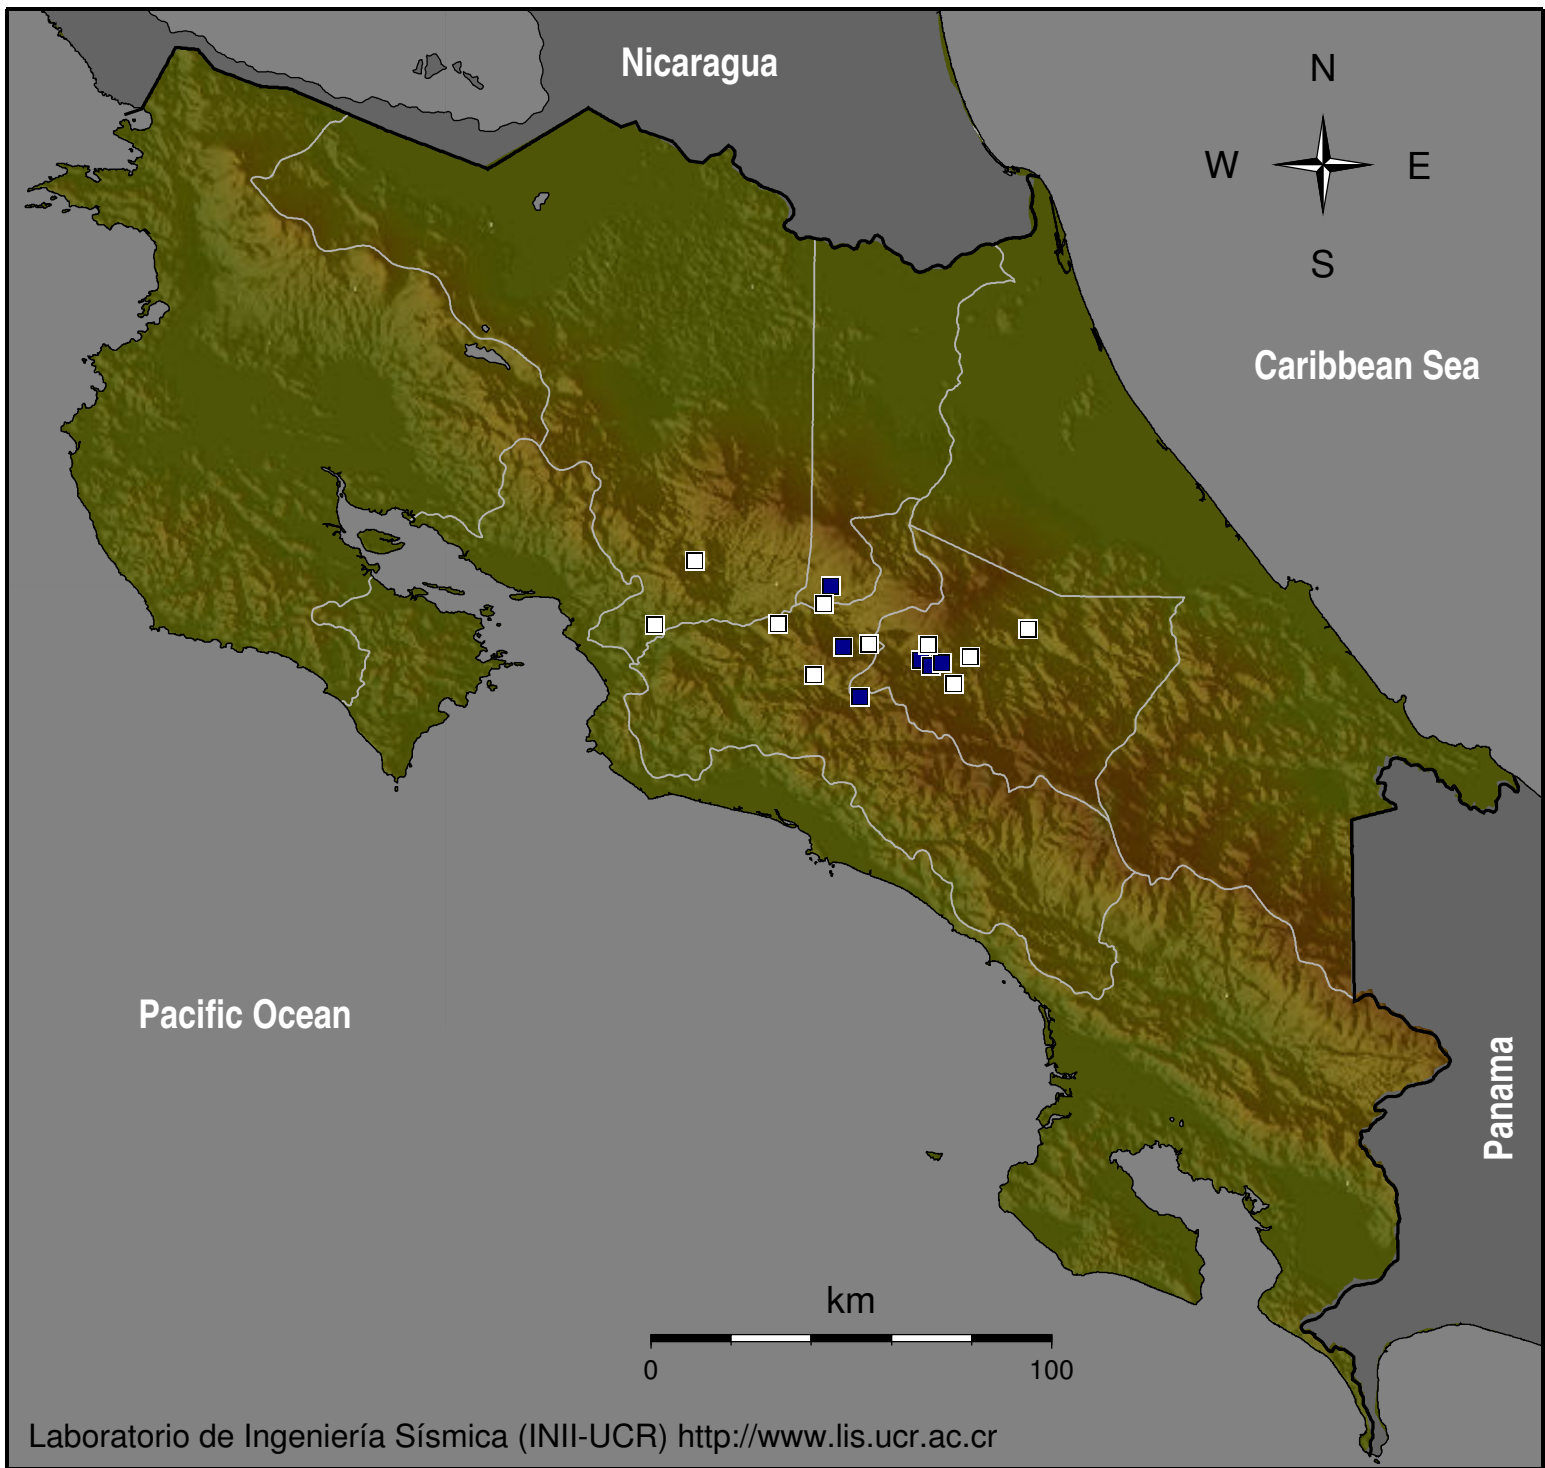 Nicaragua
N
W
E
S
Caribbean Sea
Pacific Ocean
Panama
km
0
100
Laboratorio de Ingeniería Sísmica (INII-UCR) http://www.lis.ucr.ac.cr